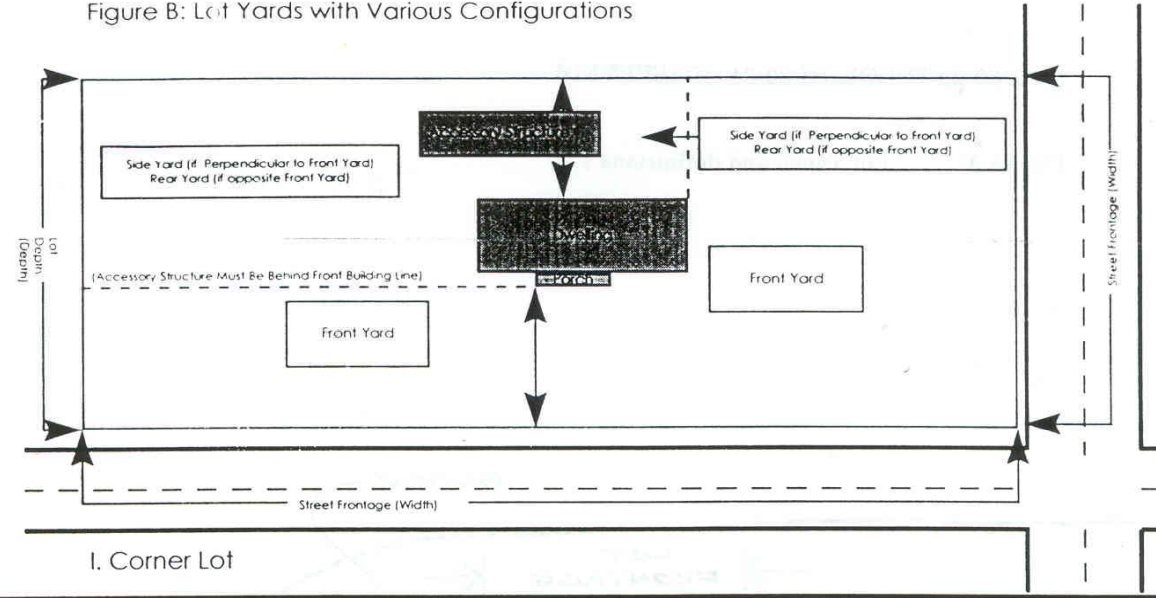 Figure B: Lot Yards with Various Configurations
Accessory Structure
Side Yard (if Perpendicular to Front Yard)
Rear Yard (if opposite Front Yard)
Side Yard (if Perpendicular to Front Yard)
Rear Yard (if opposite Front Yard)
Dwelling
Porch
(Accessory Structure Must Be Behind Front Building Line)
Front Yard
Front Yard
Lot
Depth
(Depth)
Street Frontage (Width)
Street Frontage (Width)
I. Corner Lot